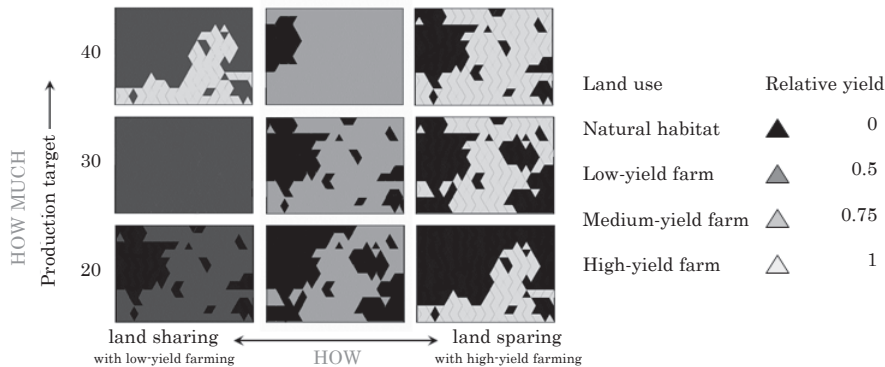 HOW MUCH
Production target
40
30
20
land sharing
with low-yield farming
HOW
land sparing
with high-yield farming
Land use Relative yield
Natural habitat 0
Low-yield farm 0.5
Medium-yield farm 0.75
High-yield farm 1